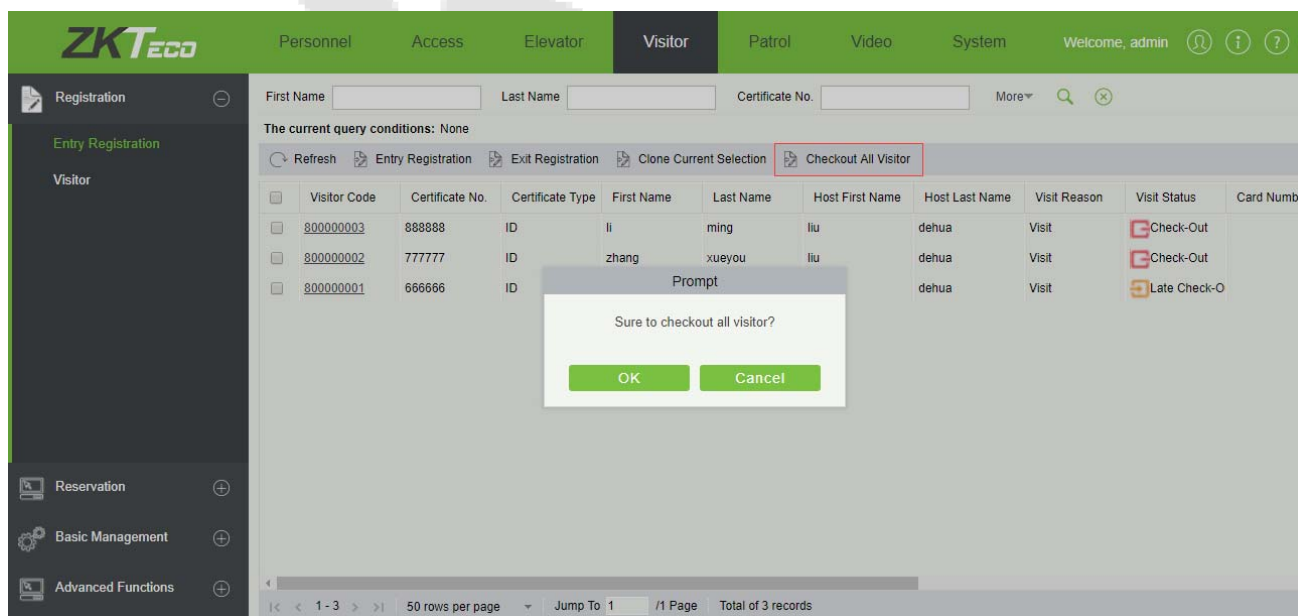 ZKTeco Personnel Access Elevator Visitor Patrol Video System Welcome, admin
Registration
Entry Registration
Visitor
Reservation
Basic Management
Advanced Functions
First Name Last Name Certificate No. More
The current query conditions: None
Refresh Entry Registration Exit Registration Clone Current Selection Checkout All Visitor
Visitor Code Certificate No. Certificate Type First Name Last Name Host First Name Host Last Name Visit Reason Visit Status Card Numb
800000003 888888 ID li ming liu dehua Visit Check-Out
800000002 777777 ID zhang xueyou liu dehua Visit Check-Out
800000001 666666 ID dehua Visit Late Check-O
Prompt
Sure to checkout all visitor?
OK Cancel
|< < 1 - 3 > >| 50 rows per page Jump To 1 /1 Page Total of 3 records